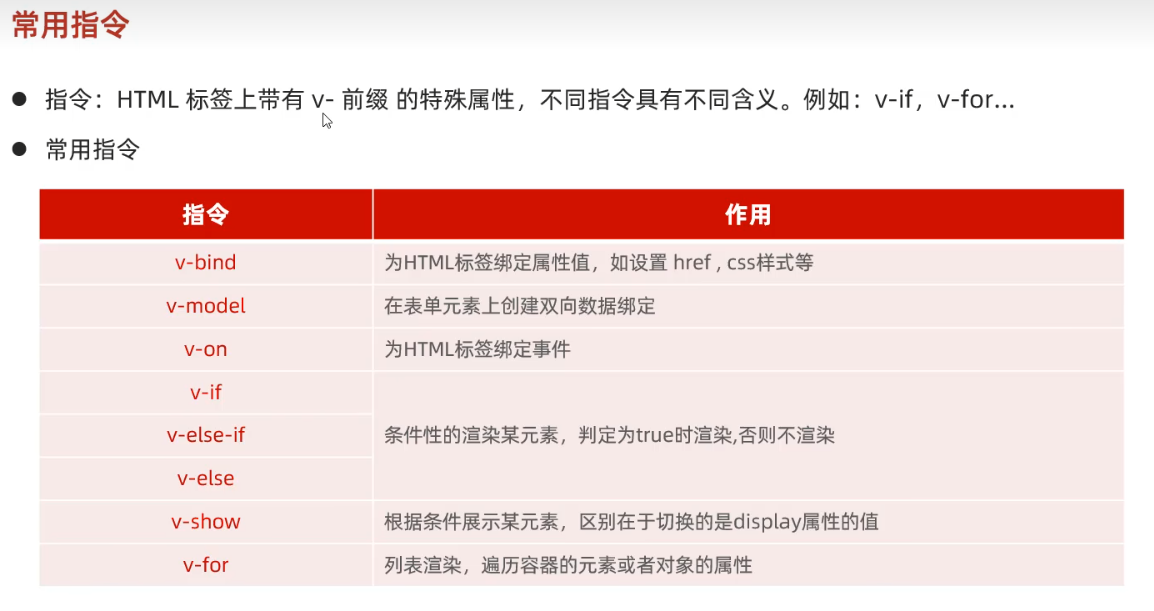 常用指令
指令：HTML 标签上带有 v- 前缀 的特殊属性，不同指令具有不同含义。例如：v-if，v-for…
常用指令
指令 作用
v-bind 为HTML标签绑定属性值，如设置 href , css样式等
v-model 在表单元素上创建双向数据绑定
v-on 为HTML标签绑定事件
v-if
v-else-if 条件性的渲染某元素，判定为true时渲染,否则不渲染
v-else
v-show 根据条件展示某元素，区别在于切换的是display属性的值
v-for 列表渲染，遍历容器的元素或者对象的属性